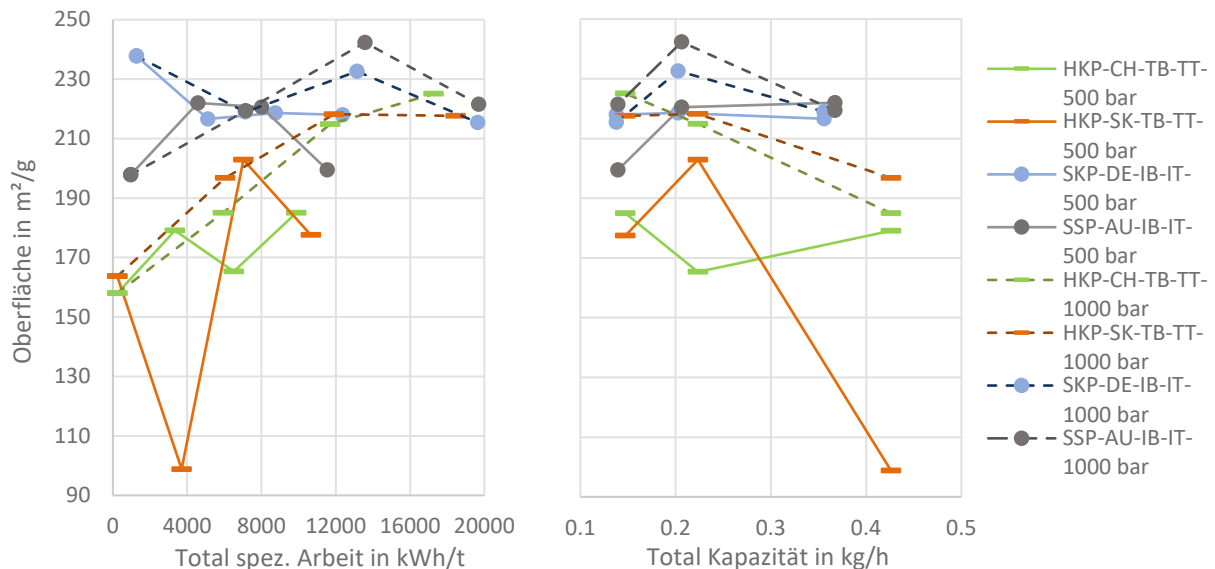 Oberfläche in m²/g
250
230
210
190
170
150
130
110
90
0 4000 8000 12000 16000 20000
Total spez. Arbeit in kWh/t
0.1 0.2 0.3 0.4 0.5
Total Kapazität in kg/h
HKP-CH-TB-TT-
500 bar
HKP-SK-TB-TT-
500 bar
SKP-DE-IB-IT-
500 bar
SSP-AU-IB-IT-
500 bar
HKP-CH-TB-TT-
1000 bar
HKP-SK-TB-TT-
1000 bar
SKP-DE-IB-IT-
1000 bar
SSP-AU-IB-IT-
1000 bar